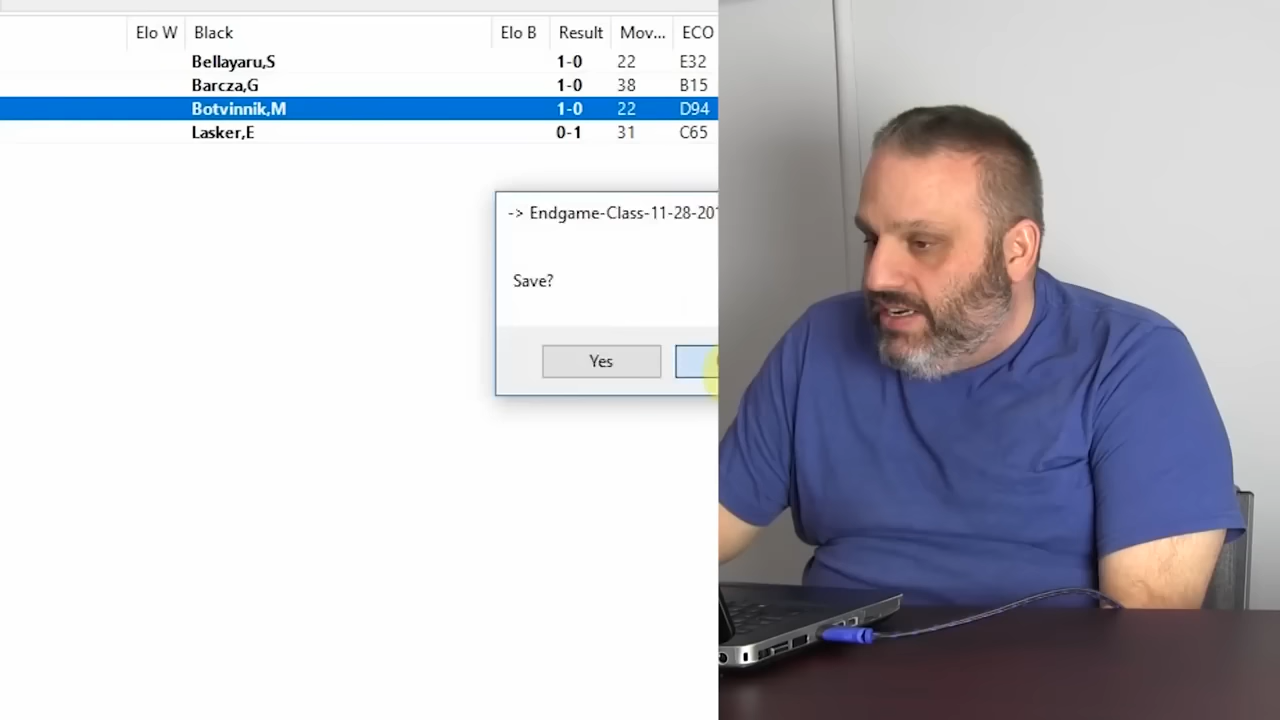 Elo W Black Elo B Result Mov... ECO
Bellayaru,S 1-0 22 E32
Barcza,G 1-0 38 B15
Botvinnik,M 1-0 22 D94
Lasker,E 0-1 31 C65
-> Endgame-Class-11-28-201
Save?
Yes